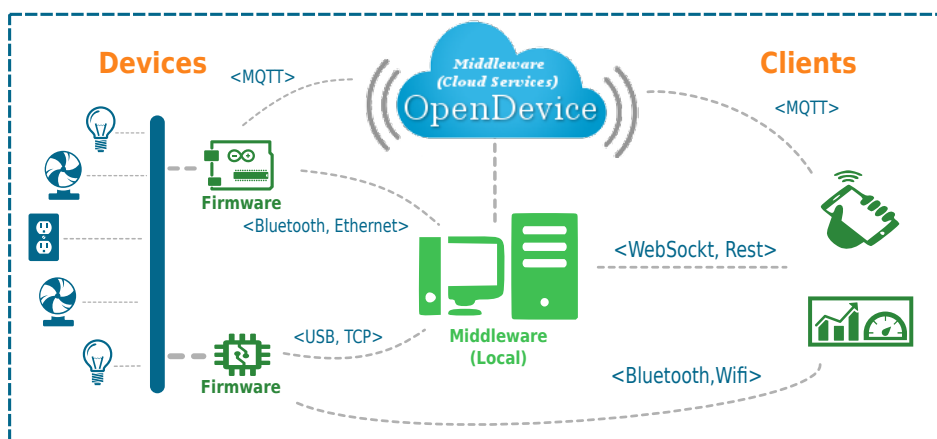 Devices
Clients
<MQTT>
Middleware
(Cloud Services)
OpenDevice
<MQTT>
Firmware
<Bluetooth, Ethernet>
<WebSockt, Rest>
<USB, TCP>
Middleware
(Local)
Firmware
<Bluetooth,Wifi>